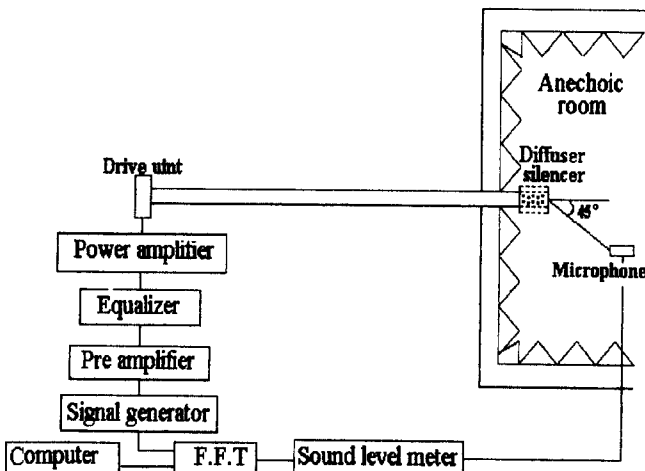 Anechoic
room
Diffuser
silencer
Drive uint
45°
Power amplifier
Microphone
Equalizer
Pre amplifier
Signal generator
Computer
F.F.T
Sound level meter